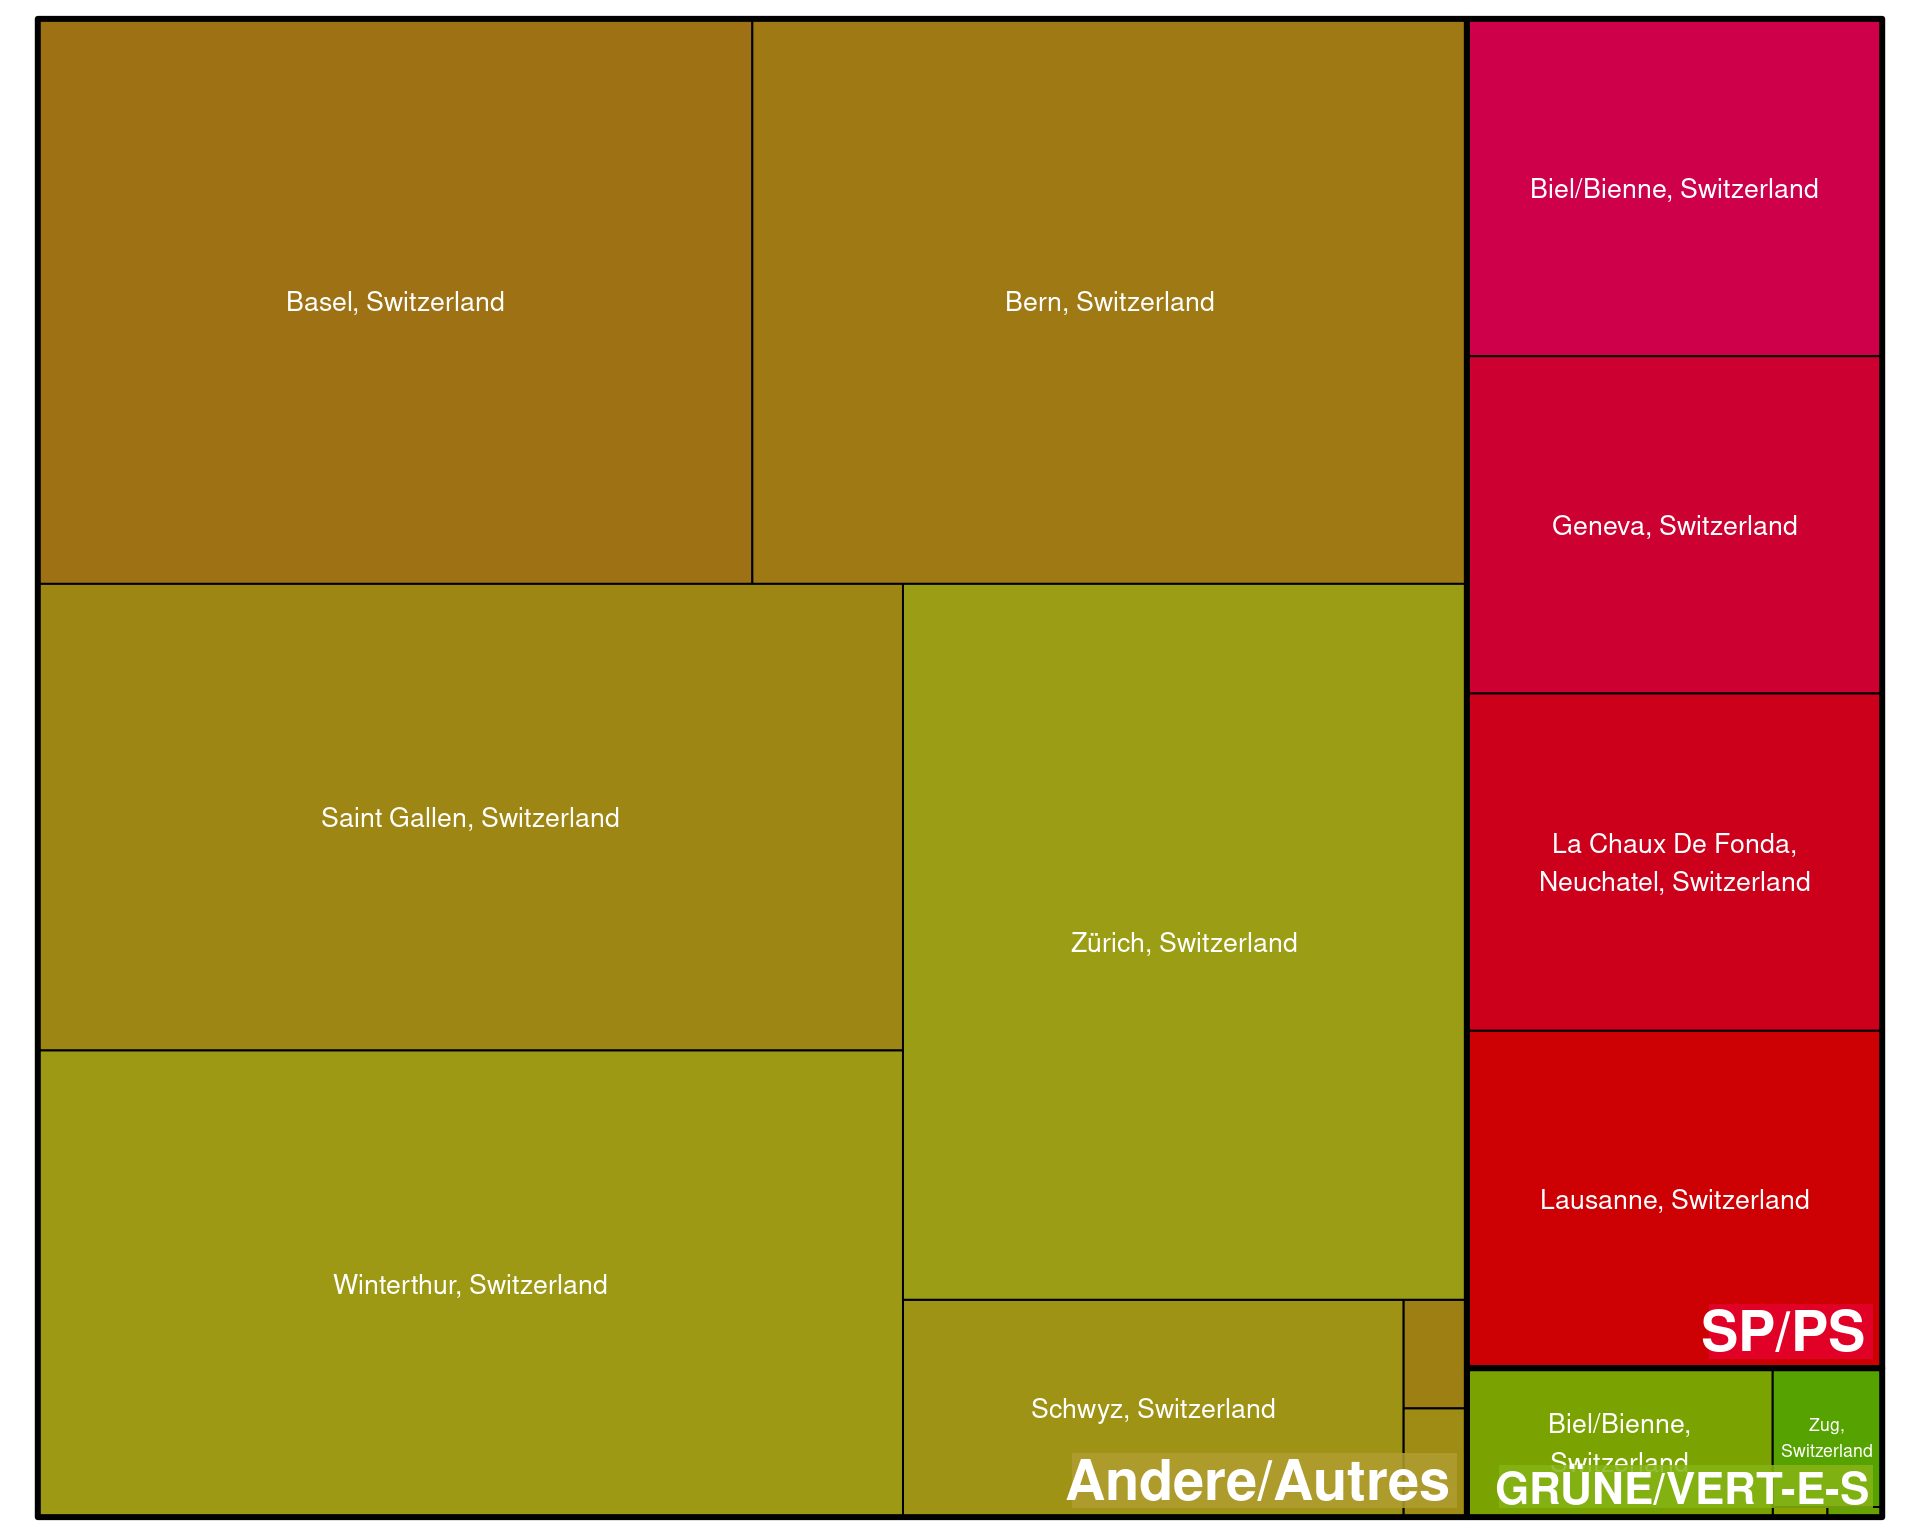 Basel, Switzerland
Bern, Switzerland
Biel/Bienne, Switzerland
Geneva, Switzerland
Saint Gallen, Switzerland
Zürich, Switzerland
La Chaux De Fonda,
Neuchatel, Switzerland
Lausanne, Switzerland
Winterthur, Switzerland
SP/PS
Schwyz, Switzerland
Andere/Autres
Biel/Bienne,
Switzerland
Zug,
Switzerland
GRÜNE/VERT-E-S